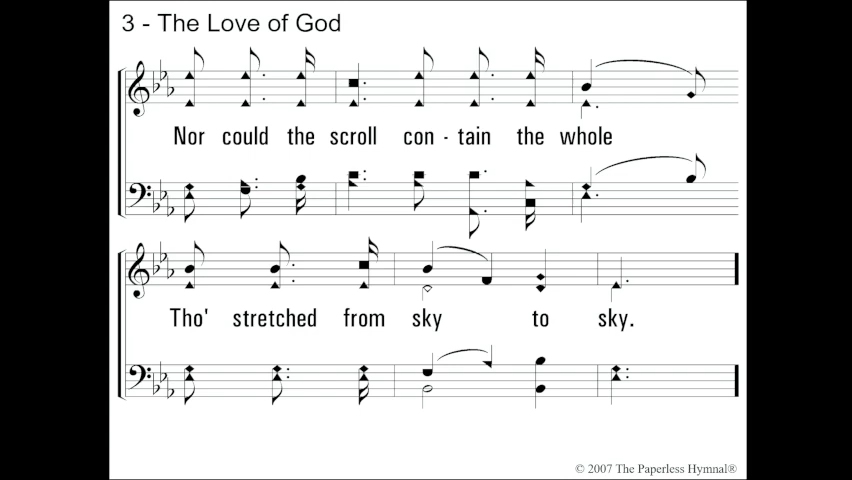 3 - The Love of God
Nor could the scroll con - tain the whole
Tho' stretched from sky to sky.
© 2007 The Paperless Hymnal®